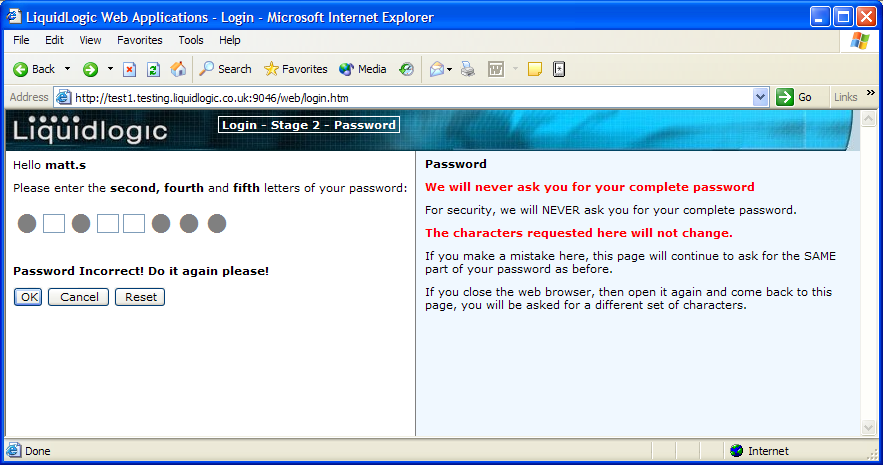 LiquidLogic Web Applications - Login - Microsoft Internet Explorer
File Edit View Favorites Tools Help
Back Search Favorites Media
Address http://test1.testing.liquidlogic.co.uk:9046/web/login.htm Go Links »
Liquidlogic Login - Stage 2 - Password
Hello matt.s
Please enter the second, fourth and fifth letters of your password:
Password Incorrect! Do it again please!
OK Cancel Reset
Password
We will never ask you for your complete password
For security, we will NEVER ask you for your complete password.
The characters requested here will not change.
If you make a mistake here, this page will continue to ask for the SAME
part of your password as before.
If you close the web browser, then open it again and come back to this
page, you will be asked for a different set of characters.
Done Internet